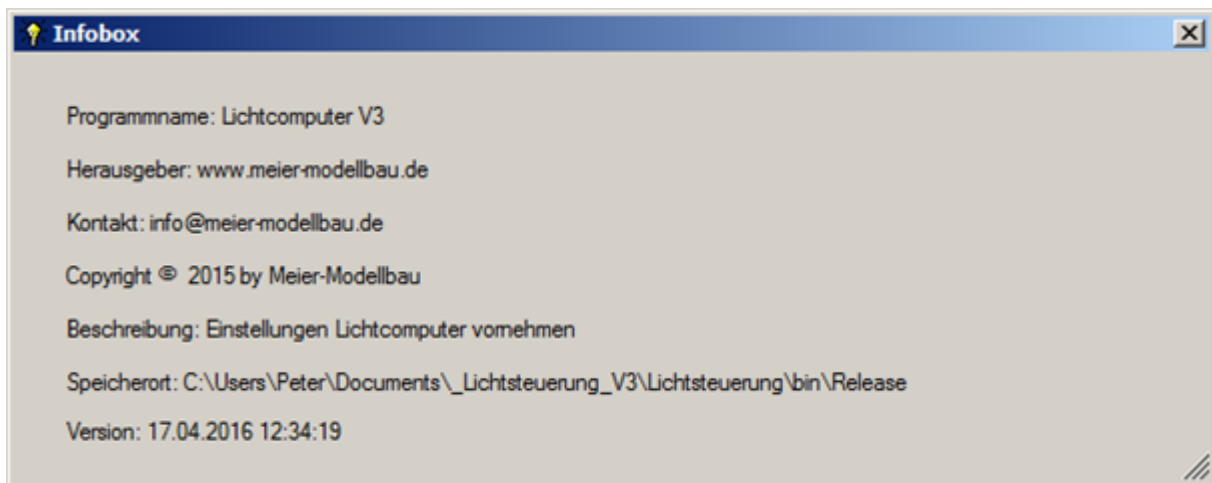 Infobox
Programmname: Lichtcomputer V3
Herausgeber: www.meier-modellbau.de
Kontakt: info@meier-modellbau.de
Copyright © 2015 by Meier-Modellbau
Beschreibung: Einstellungen Lichtcomputer vornehmen
Speicherort: C:\Users\Peter\Documents\_Lichtsteuerung_V3\Lichtsteuerung\bin\Release
Version: 17.04.2016 12:34:19